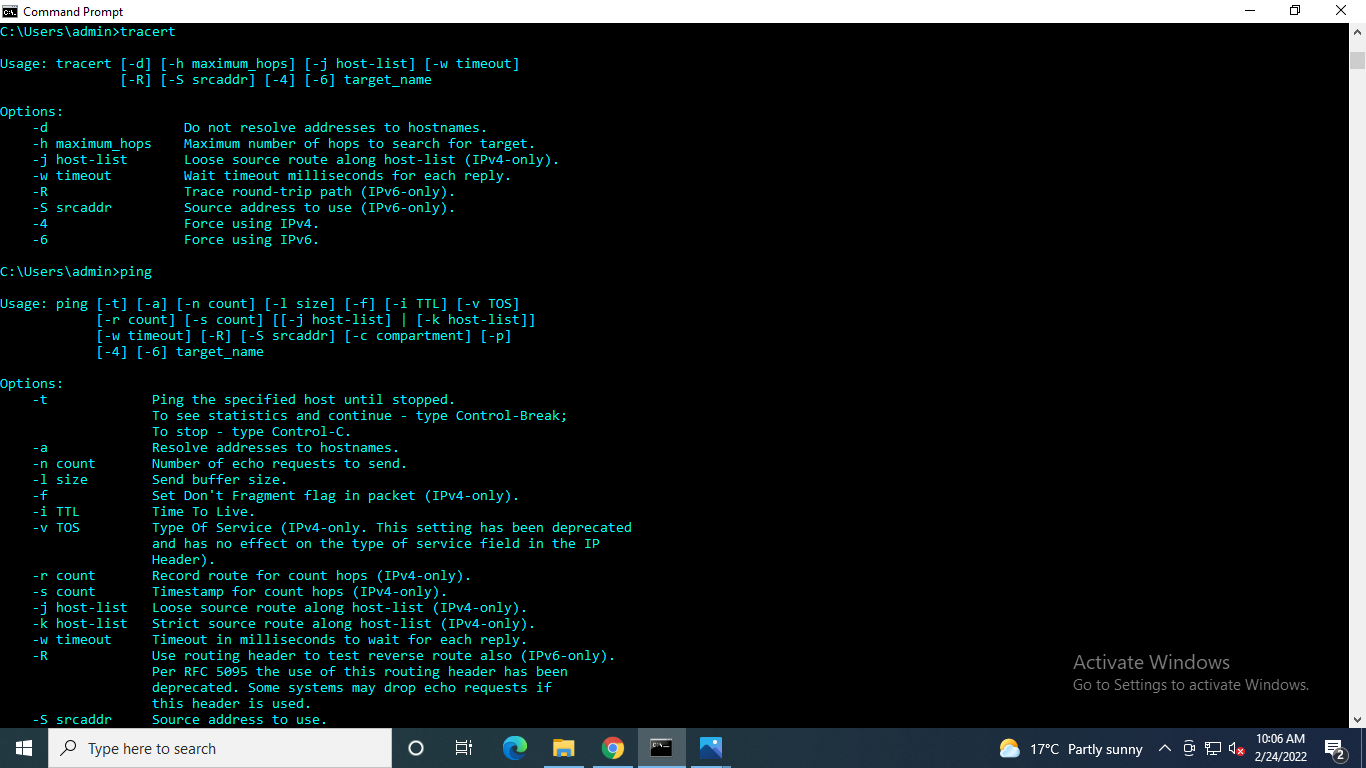 Command Prompt
C:\Users\admin>tracert
Usage: tracert [-d] [-h maximum_hops] [-j host-list] [-w timeout]
[-R] [-S srcaddr] [-4] [-6] target_name
Options:
-d Do not resolve addresses to hostnames.
-h maximum_hops Maximum number of hops to search for target.
-j host-list Loose source route along host-list (IPv4-only).
-w timeout Wait timeout milliseconds for each reply.
-R Trace round-trip path (IPv6-only).
-S srcaddr Source address to use (IPv6-only).
-4 Force using IPv4.
-6 Force using IPv6.
C:\Users\admin>ping
Usage: ping [-t] [-a] [-n count] [-l size] [-f] [-i TTL] [-v TOS]
[-r count] [-s count] [[-j host-list] | [-k host-list]]
[-w timeout] [-R] [-S srcaddr] [-c compartment] [-p]
[-4] [-6] target_name
Options:
-t Ping the specified host until stopped.
To see statistics and continue - type Control-Break;
To stop - type Control-C.
-a Resolve addresses to hostnames.
-n count Number of echo requests to send.
-l size Send buffer size.
-f Set Don't Fragment flag in packet (IPv4-only).
-i TTL Time To Live.
-v TOS Type Of Service (IPv4-only. This setting has been deprecated
and has no effect on the type of service field in the IP
Header).
-r count Record route for count hops (IPv4-only).
-s count Timestamp for count hops (IPv4-only).
-j host-list Loose source route along host-list (IPv4-only).
-k host-list Strict source route along host-list (IPv4-only).
-w timeout Timeout in milliseconds to wait for each reply.
-R Use routing header to test reverse route also (IPv6-only).
Per RFC 5095 the use of this routing header has been
deprecated. Some systems may drop echo requests if
this header is used.
-S srcaddr Source address to use.
Activate Windows
Go to Settings to activate Windows.
Type here to search
17°C Partly sunny
10:06 AM
2/24/2022
2